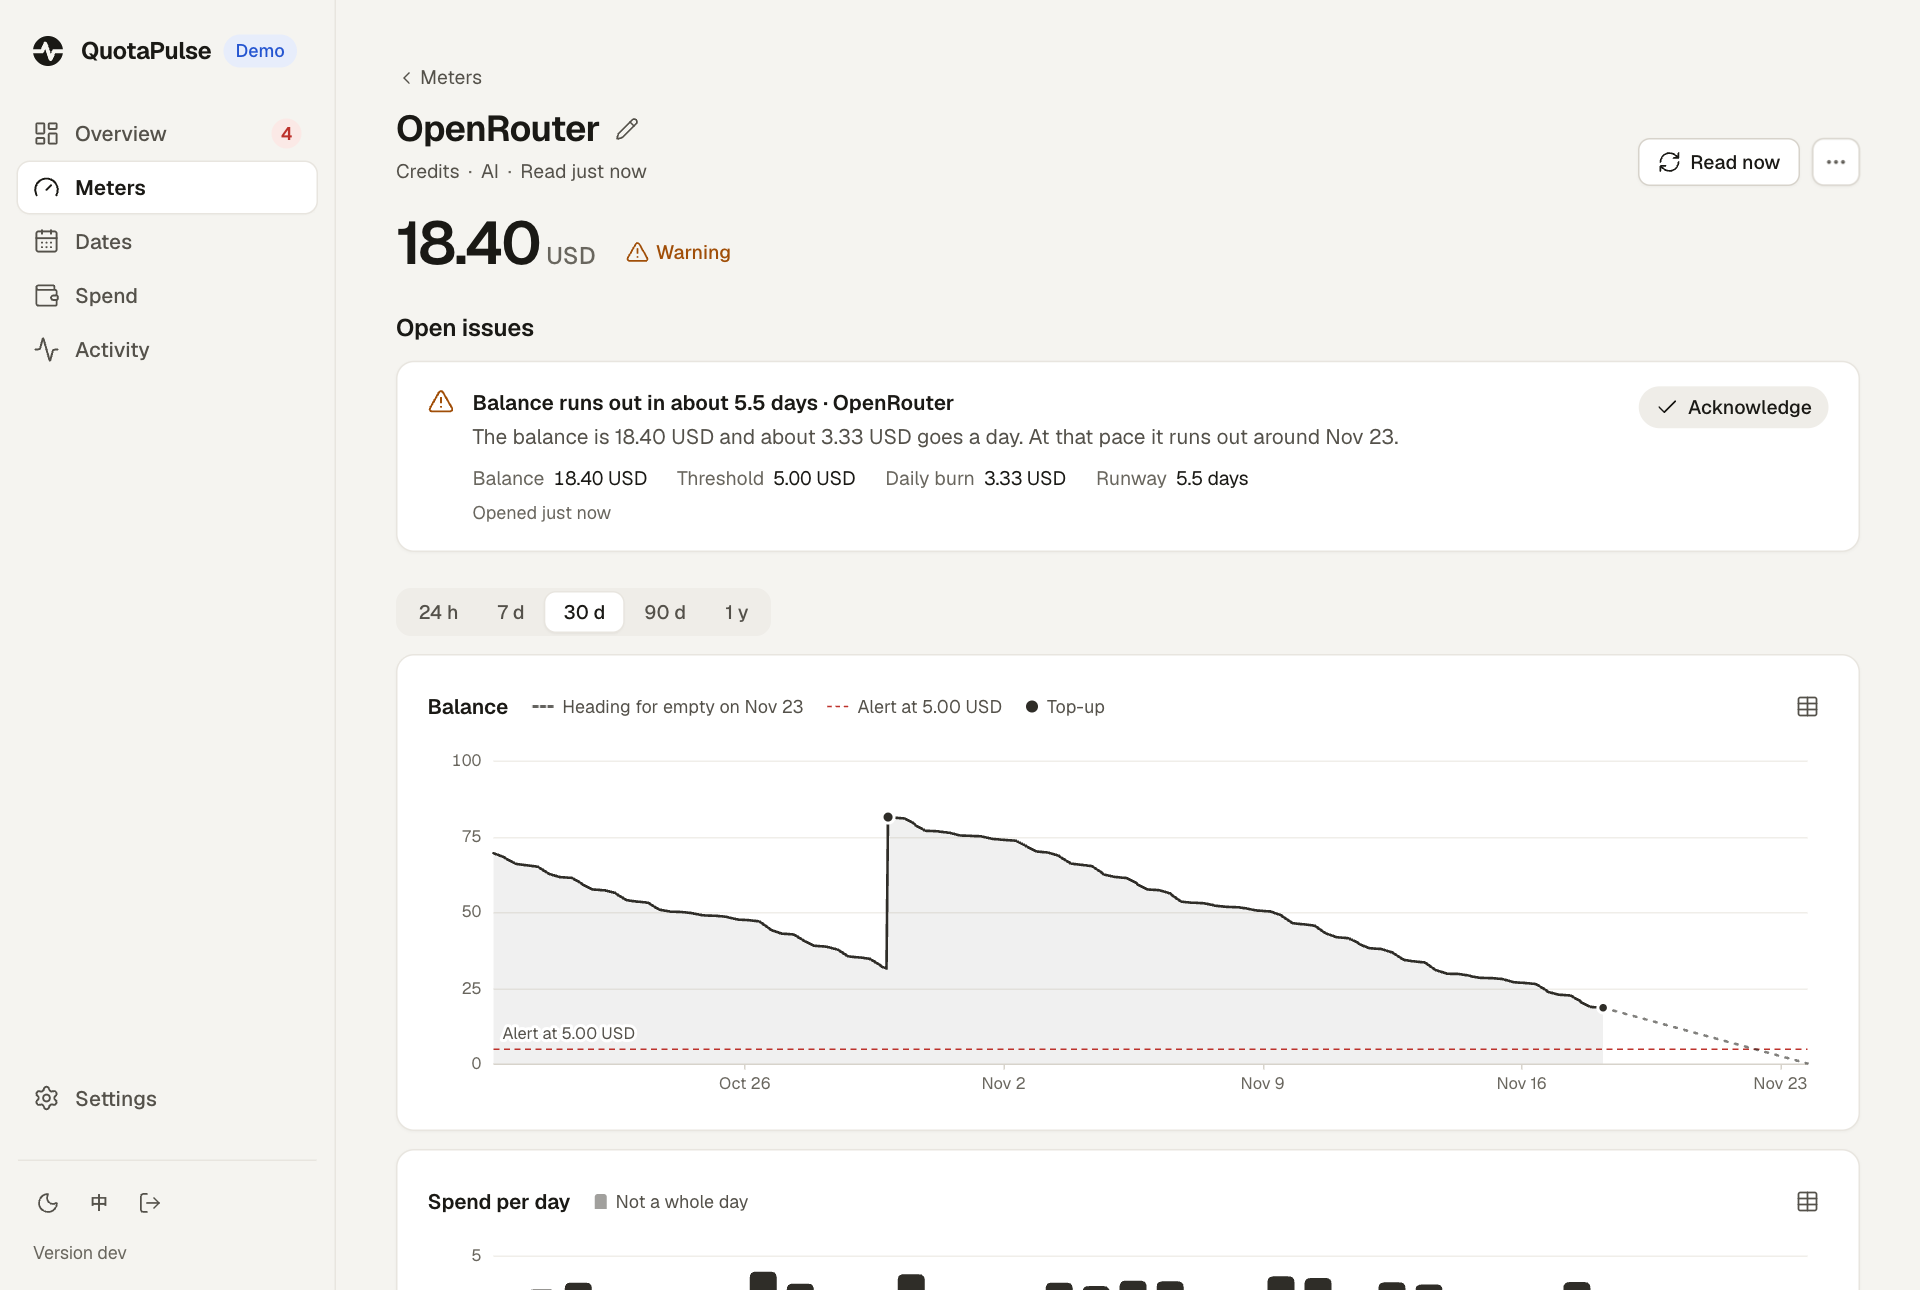 QuotaPulse Demo
Overview 4
Meters
Dates
Spend
Activity
Settings
中
Version dev
Meters
OpenRouter
Credits · AI · Read just now
Read now
18.40 USD Warning
Open issues
Balance runs out in about 5.5 days · OpenRouter
Acknowledge
The balance is 18.40 USD and about 3.33 USD goes a day. At that pace it runs out around Nov 23.
Balance 18.40 USD Threshold 5.00 USD Daily burn 3.33 USD Runway 5.5 days
Opened just now
24 h 7 d 30 d 90 d 1 y
Balance Heading for empty on Nov 23 Alert at 5.00 USD Top-up
100
75
50
25
Alert at 5.00 USD
0
Oct 26 Nov 2 Nov 9 Nov 16 Nov 23
Spend per day Not a whole day
5